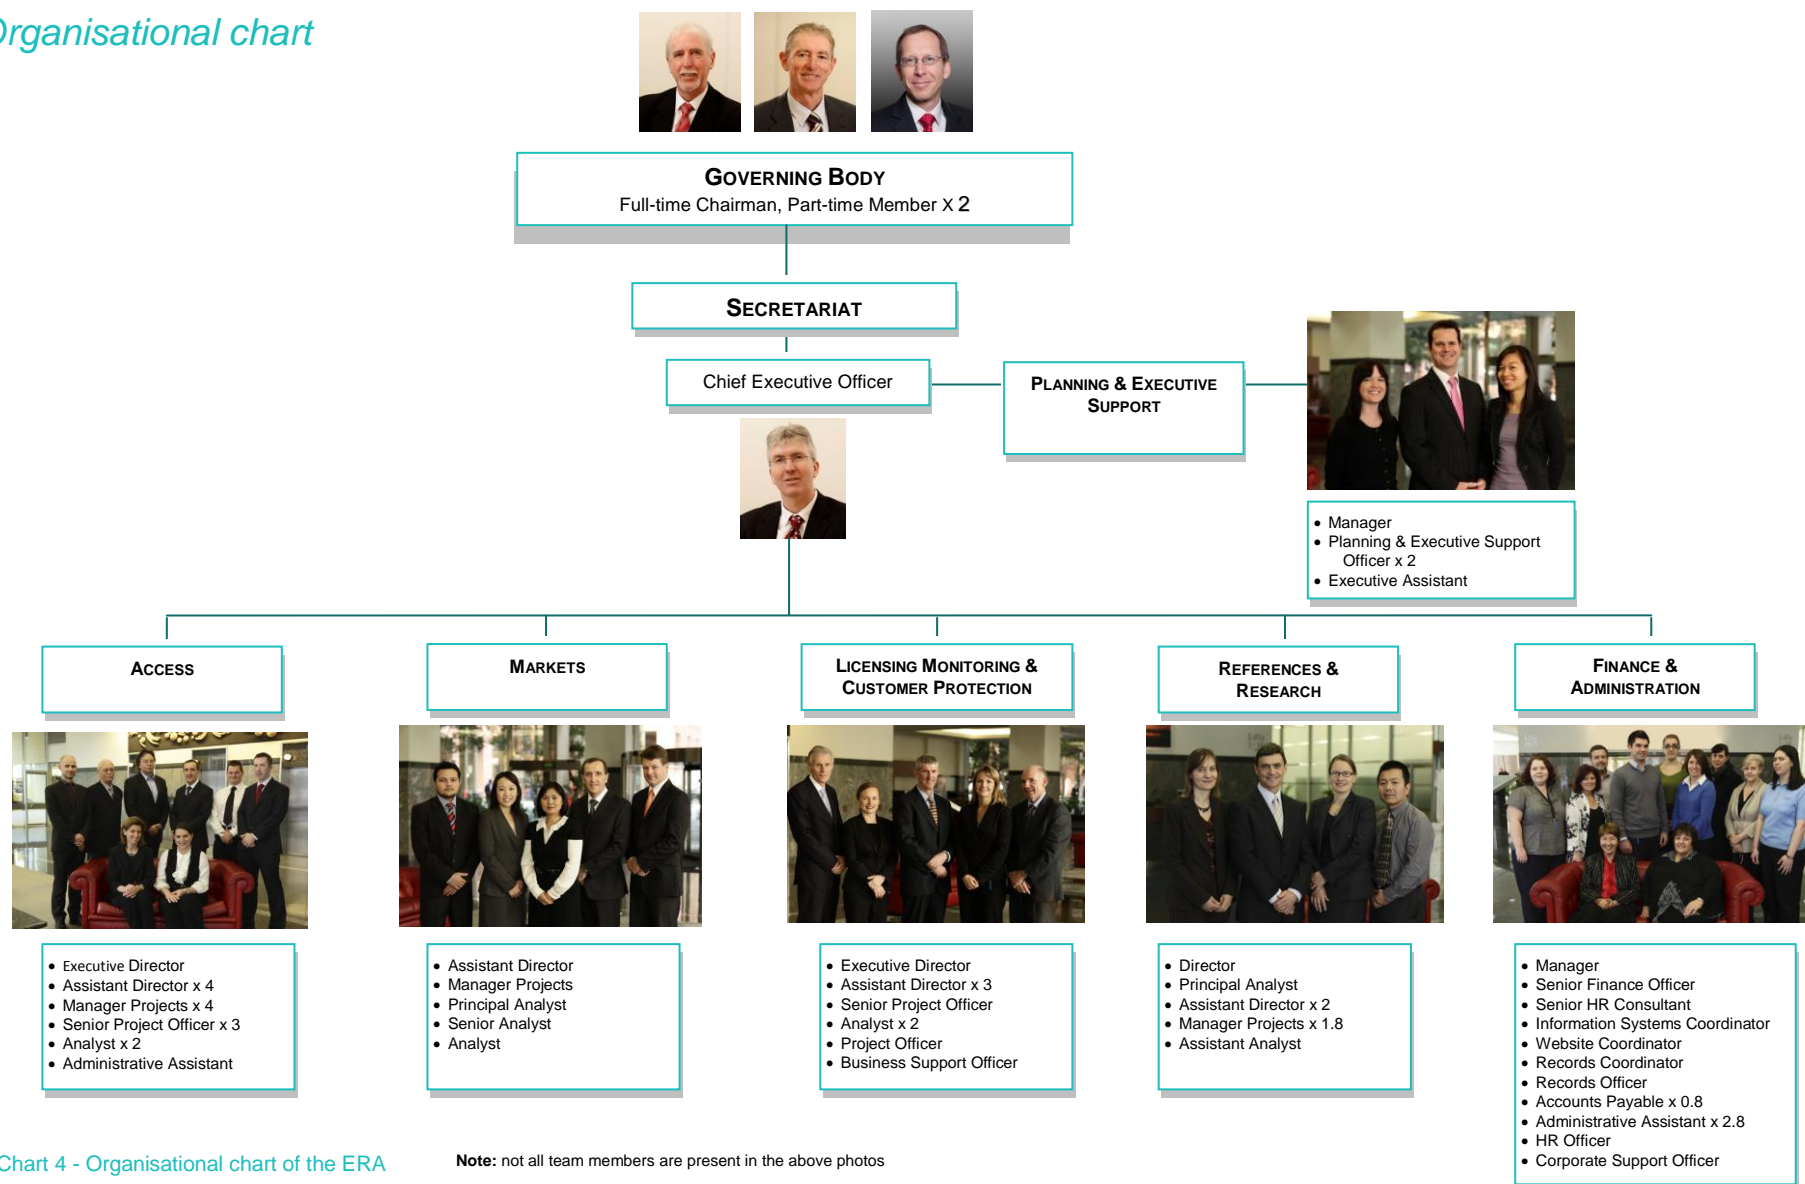 Organisational chart
GOVERNING BODY
Full-time Chairman, Part-time Member X 2
SECRETARIAT
Chief Executive Officer
PLANNING & EXECUTIVE
SUPPORT
• Manager
• Planning & Executive Support
Officer x 2
• Executive Assistant
ACCESS
MARKETS
LICENSING MONITORING &
CUSTOMER PROTECTION
REFERENCES &
RESEARCH
FINANCE &
ADMINISTRATION
• Executive Director
• Assistant Director x 4
• Manager Projects x 4
• Senior Project Officer x 3
• Analyst x 2
• Administrative Assistant
• Assistant Director
• Manager Projects
• Principal Analyst
• Senior Analyst
• Analyst
• Executive Director
• Assistant Director x 3
• Senior Project Officer
• Analyst x 2
• Project Officer
• Business Support Officer
• Director
• Principal Analyst
• Assistant Director x 2
• Manager Projects x 1.8
• Assistant Analyst
• Manager
• Senior Finance Officer
• Senior HR Consultant
• Information Systems Coordinator
• Website Coordinator
• Records Coordinator
• Records Officer
• Accounts Payable x 0.8
• Administrative Assistant x 2.8
• HR Officer
• Corporate Support Officer
Chart 4 - Organisational chart of the ERA
Note: not all team members are present in the above photos